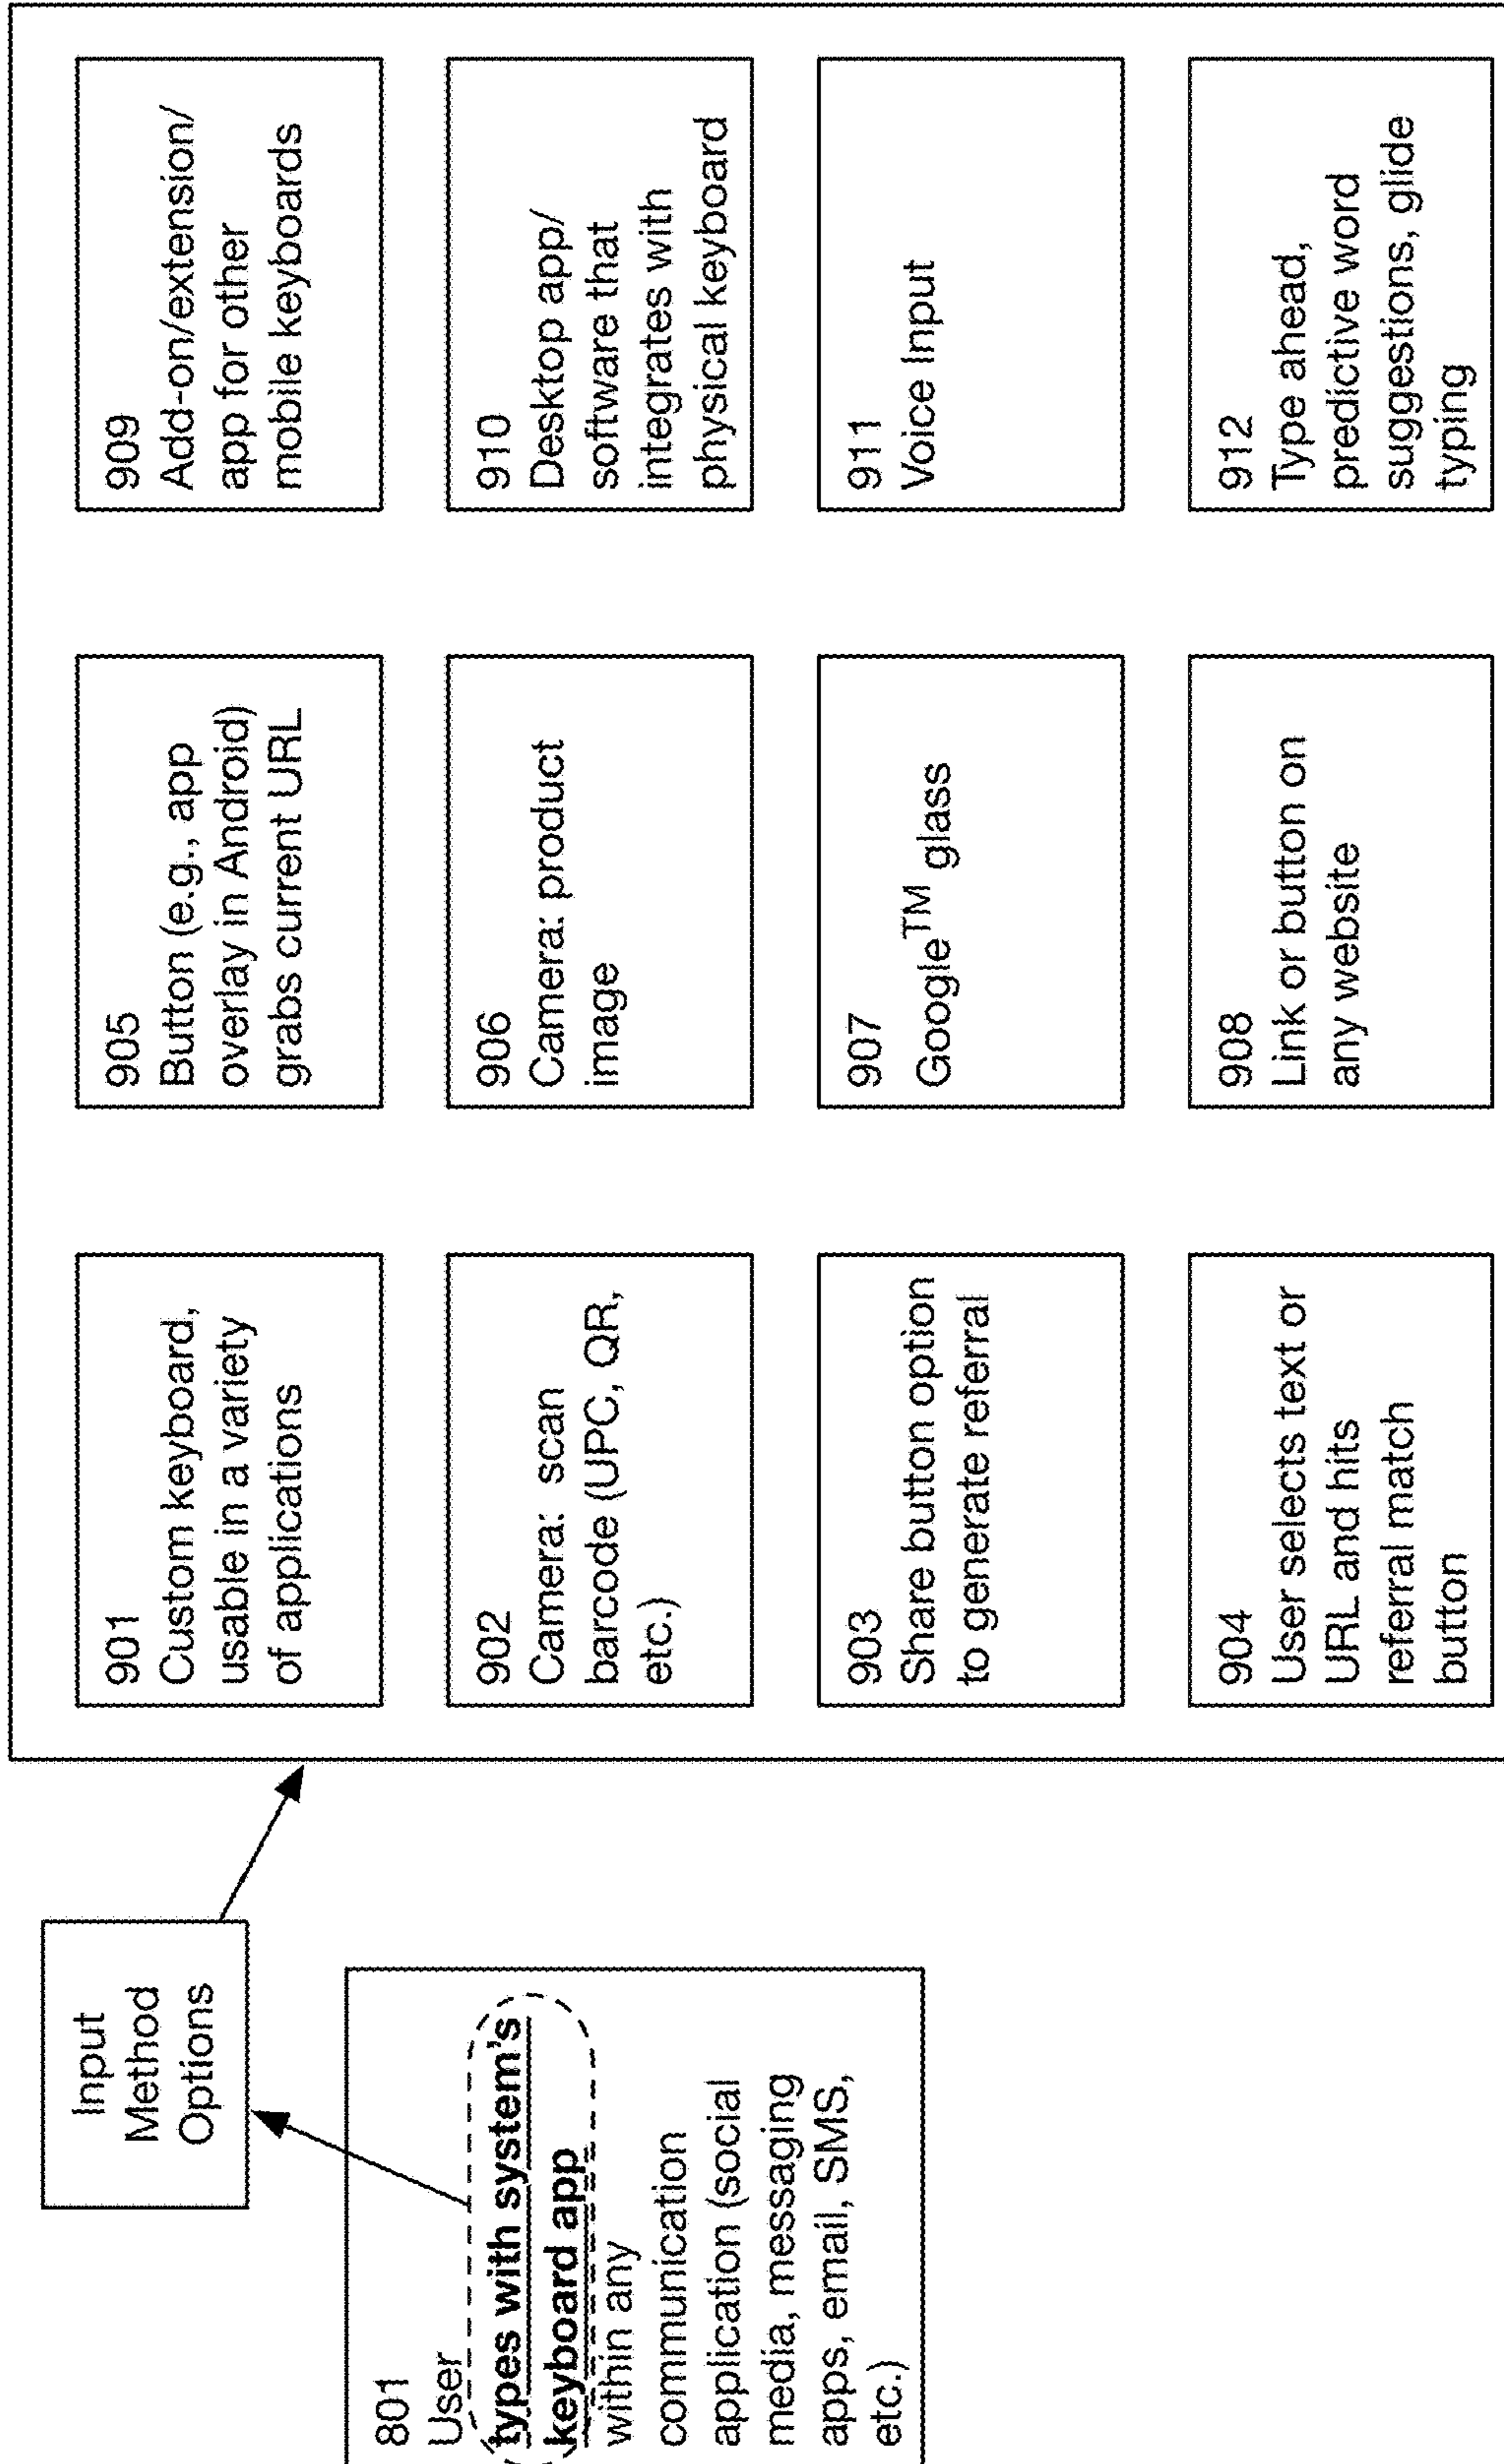 Input
Method
Options
801
User
types with system's
keyboard app
within any
communication
application (social
media, messaging
apps, email, SMS,
etc.)
901
Custom keyboard,
usable in a variety
of applications
902
Camera: scan
barcode (UPC, QR,
etc.)
903
Share button option
to generate referral
904
User selects text or
URL and hits
referral match
button
905
Button (e.g., app
overlay in Android)
grabs current URL
906
Camera: product
image
907
Google™ glass
908
Link or button on
any website
909
Add-on/extension/
app for other
mobile keyboards
910
Desktop app/
software that
integrates with
physical keyboard
911
Voice Input
912
Type ahead,
predictive word
suggestions, glide
typing